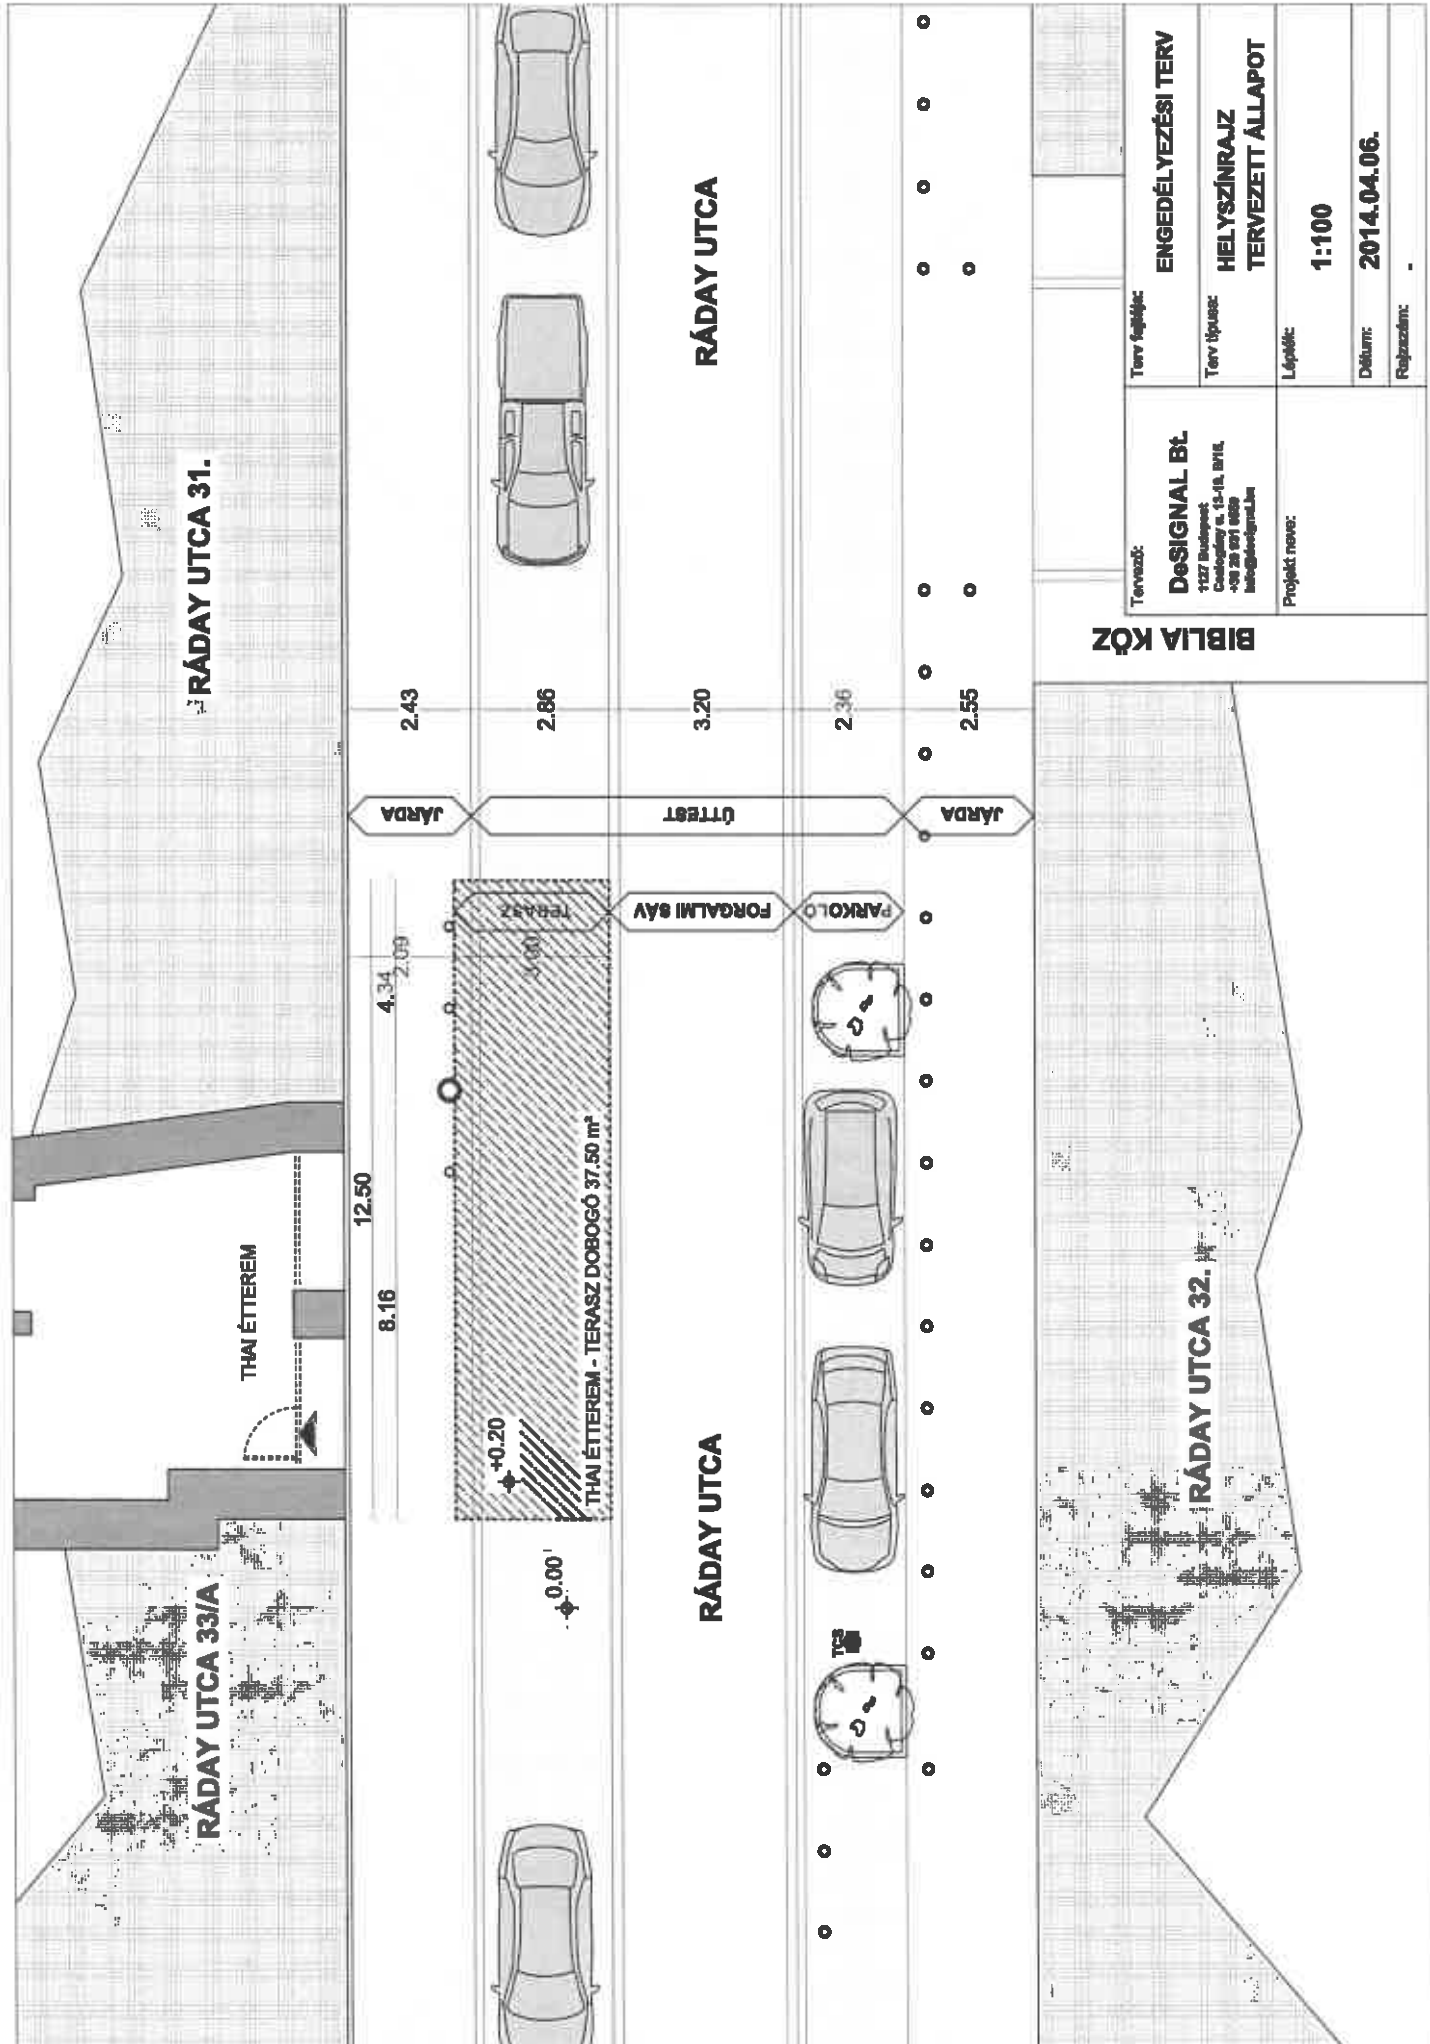 RÁDAY UTCA 33/A
RÁDAY UTCA 31.
THAI ÉTTEREM
12.50
8.16
4.34
2.09
+0.20
0.00
3.00
THAI ÉTTEREM - TERASZ DOBOGÓ 37.50 m²
TERASZ
FORGALMI SÁV
PARKOLÓ
JÁRDA
ÚTTEST
JÁRDA
2.43
2.86
3.20
2.36
2.55
RÁDAY UTCA
RÁDAY UTCA
TCS
RÁDAY UTCA 32.
BIBLIA KÖZ
Tervező:
DeSIGNAL Bt.
1127 Budapest
Projekt neve:
Terv fajtája:
ENGEDÉLYEZÉSI TERV
Terv típusa:
HELYSZÍNRAJZ
TERVEZETT ÁLLAPOT
Lépték:
1:100
Dátum:
2014.04.06.
Rajzszám:
-